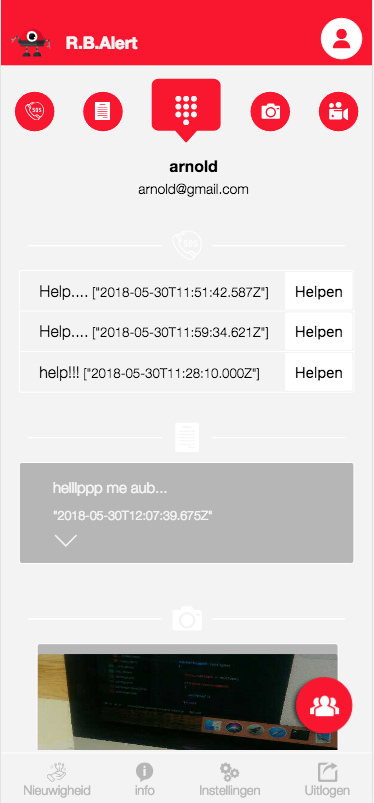 R.B.Alert
SOS
arnold
arnold@gmail.com
SOS
Help.... ["2018-05-30T11:51:42.587Z"] Helpen
Help.... ["2018-05-30T11:59:34.621Z"] Helpen
help!!! ["2018-05-30T11:28:10.000Z"] Helpen
hellippp me aub...
"2018-05-30T12:07:39.675Z"
Nieuwigheid info Instellingen Uitlogen